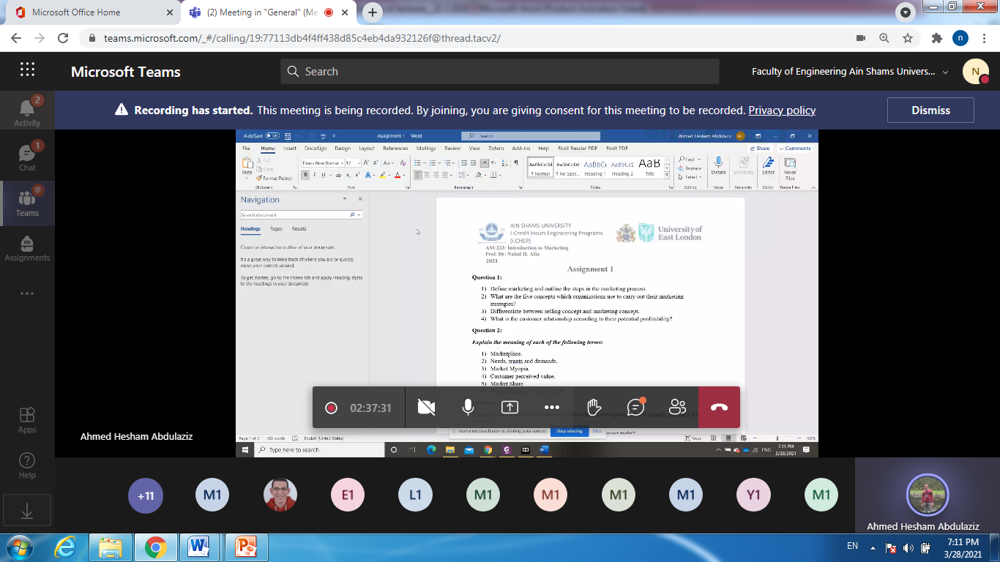 Microsoft Office Home
(2) Meeting in "General" (Me
teams.microsoft.com/_#/calling/19:77113db4f4ff438d85c4eb4da932126f@thread.tacv2/
n
Microsoft Teams
Search
Faculty of Engineering Ain Shams Univers...
N
2
Activity
1
Chat
@
Teams
Assignments
Apps
Help
Recording has started. This meeting is being recorded. By joining, you are giving consent for this meeting to be recorded. Privacy policy
Dismiss
AutoSave Off
Assignment 1 Word
Search
Ahmed Hesham Abdulaziz
File Home Insert DocuSign Design Layout References Mailings Review View Zotero Add-ins Help Foxit Reader PDF Foxit PDF
Share Comments
Paste
Cut
Copy
Format Painter
Times New Roman 12
AaBbCcDd AaBbCcDd AaBbCc AaBbCcD AaB
Normal No Spac... Heading 1 Heading 2 Title
Find
Replace
Select
Dictate
Sensitivity
Editor
Reuse Files
Clipboard Font Paragraph Styles Editing Voice Sensitivity Editor Reuse Files
Navigation
Search document
Headings Pages Results
Create an interactive outline of your document.
It's a great way to keep track of where you are or quickly
move your content around.
To get started, go to the Home tab and apply Heading styles
to the headings in your document.
AIN SHAMS UNIVERSITY
I-Credit Hours Engineering Programs
(i.CHEP)
University of
East London
ASU333: Introduction to Marketing
Prof. Dr. Nahid H. Afia
2021
Assignment 1
Question 1:
1) Define marketing and outline the steps in the marketing process.
2) What are the five concepts which organizations use to carry out their marketing
strategies?
3) Differentiate between selling concept and marketing concept.
4) What is the customer relationship according to their potential profitability?
Question 2:
Explain the meaning of each of the following terms:
1) Marketplace.
2) Needs, wants and demands.
3) Market Myopia.
4) Customer perceived value.
5) Market Share
02:37:31
teams.microsoft.com is sharing your screen.
Stop sharing
Hide
Page 1 of 2 462 words English (United States)
Focus
100%
Type here to search
ENG
7:11 PM
3/28/2021
Ahmed Hesham Abdulaziz
+11
M1
E1
L1
M1
M1
M1
M1
Y1
M1
Ahmed Hesham Abdulaziz
EN
7:11 PM
3/28/2021